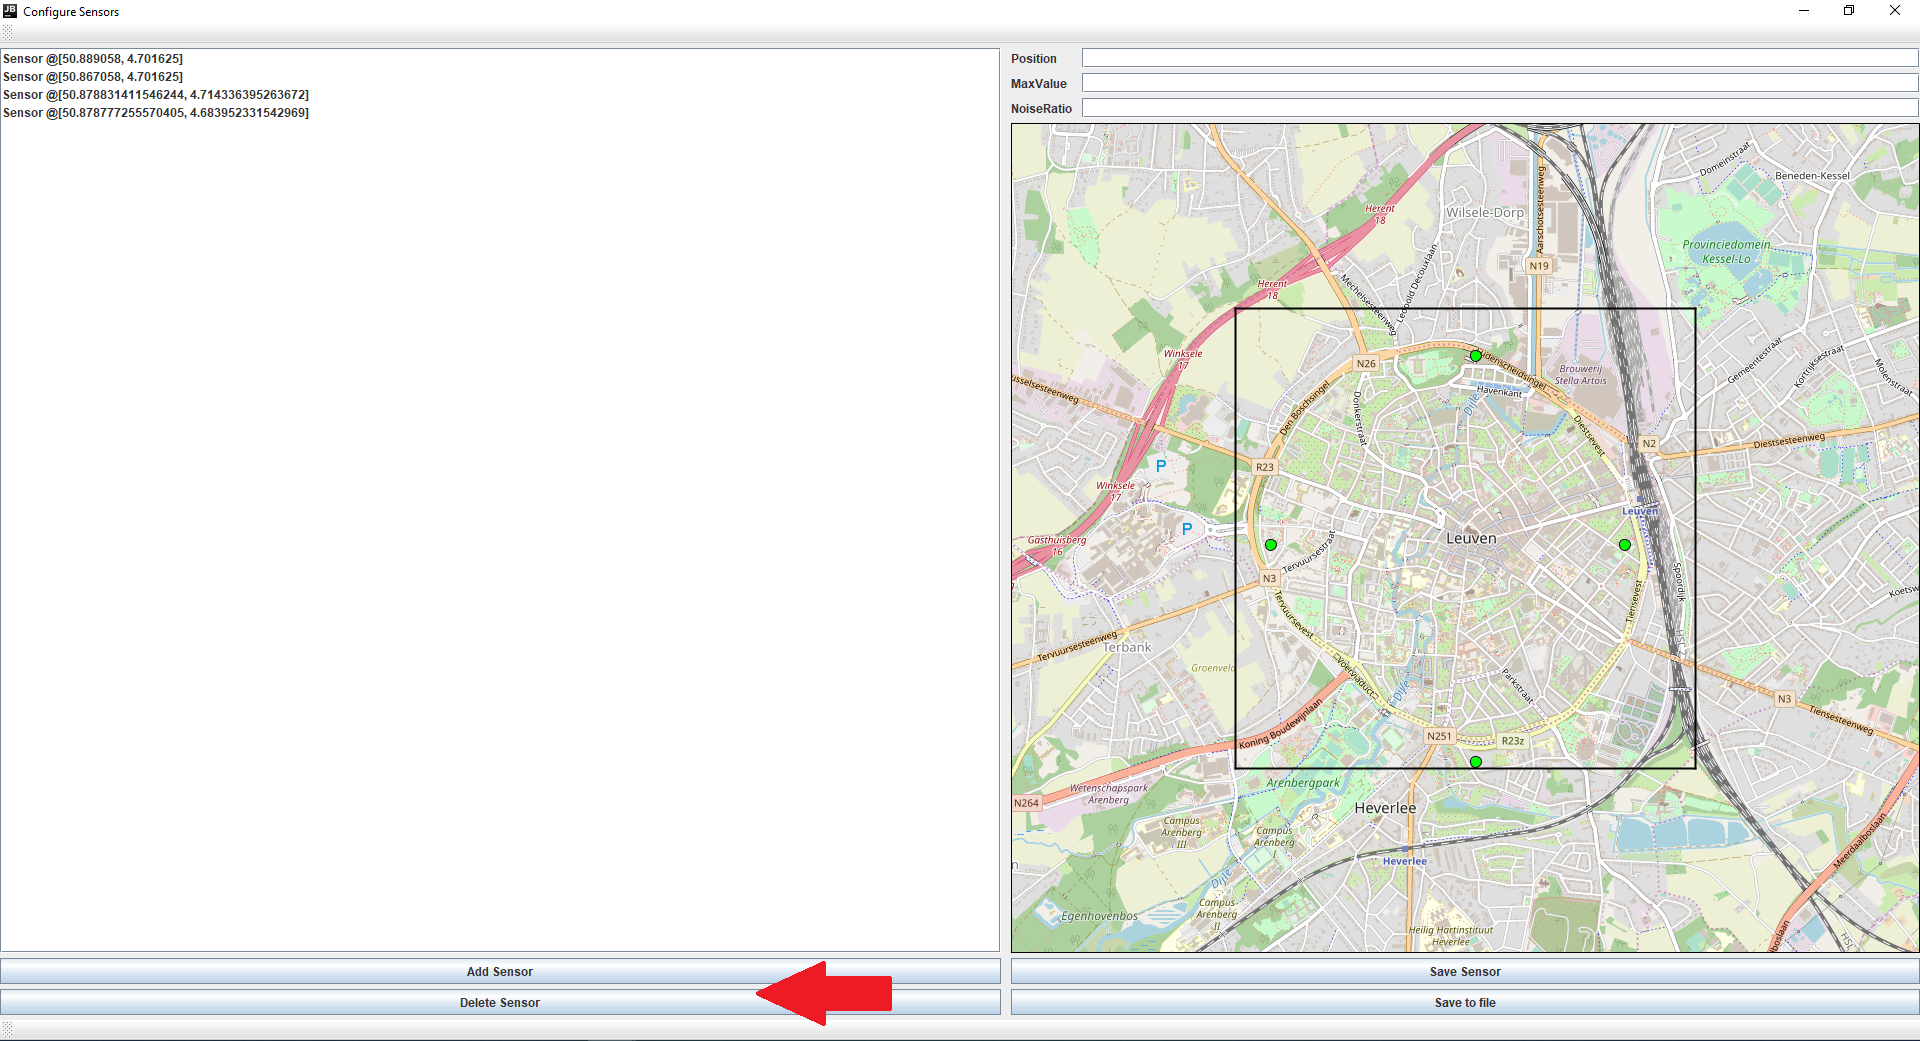 JB Configure Sensors
Sensor @[50.889058, 4.701625]
Sensor @[50.867058, 4.701625]
Sensor @[50.878831411546244, 4.714336395263672]
Sensor @[50.878777255570405, 4.683952331542969]
Position
MaxValue
NoiseRatio
Domeinstraat
Beneden-Kessel
Herent
18
Wilsele-Dorp
Aarschotsesteenweg
Provinciedomein
Kessel-Lo
N19
Leopold Decouxlaan
Mechelsesteenweg
Herent
18
Winksele
17
N26
Brouwerij
Stella Artois
Gemeentestraat
Kortrijksestraat
Molenstraat
Havenkant
Dijle
Den Boschsingel
Donkerstraat
Diestsevest
N2
Diestsesteenweg
P
R23
Winksele
17
Leuven
P
Leuven
Gasthuisberg
16
Tervuursestraat
N3
Spoordijk
Tiensevest
Koetsw
Tervuursevest
Tervuursesteenweg
Terbank
Groenveld
Voerviaduct
Dijle
Parkstraat
N3
Tiensesteenweg
Koning Boudewijnlaan
N251
R23z
N264
Wetenschapspark
Arenberg
Arenbergpark
Heverlee
Campus
Arenberg
III
Campus
Arenberg
I
Heverlee
Meerdaalboslaan
Dijle
Campus
Arenberg
II
Egenhovenbos
Heilig Hartinstituut
Heverlee
HSL
boslaan
Add Sensor
Save Sensor
Delete Sensor
Save to file